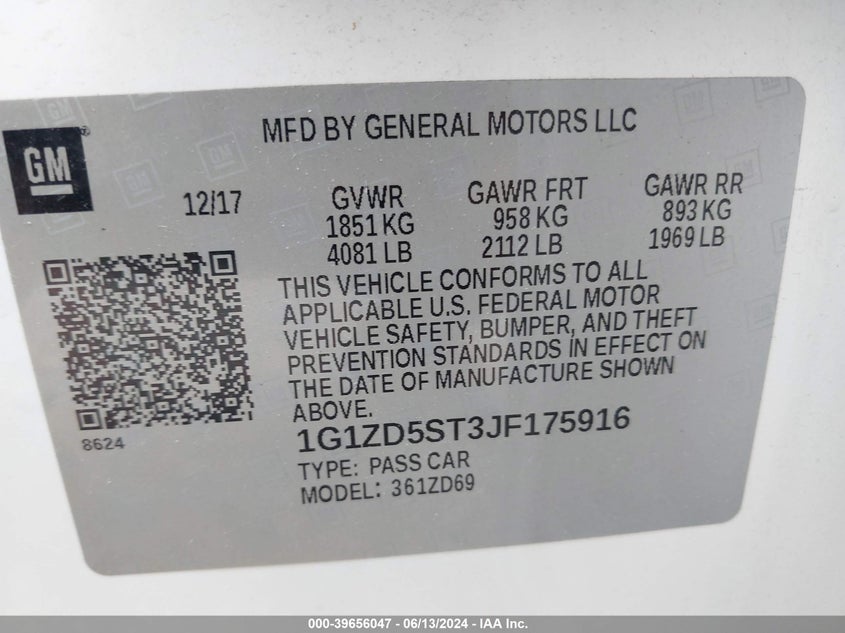 MFD BY GENERAL MOTORS LLC
GM
12/17
GVWR
1851 KG
4081 LB
GAWR FRT
958 KG
2112 LB
GAWR RR
893 KG
1969 LB
THIS VEHICLE CONFORMS TO ALL
APPLICABLE U.S. FEDERAL MOTOR
VEHICLE SAFETY, BUMPER, AND THEFT
PREVENTION STANDARDS IN EFFECT ON
THE DATE OF MANUFACTURE SHOWN
ABOVE.
8624
1G1ZD5ST3JF175916
TYPE: PASS CAR
MODEL: 361ZD69
000-39656047 - 06/13/2024 - IAA Inc.